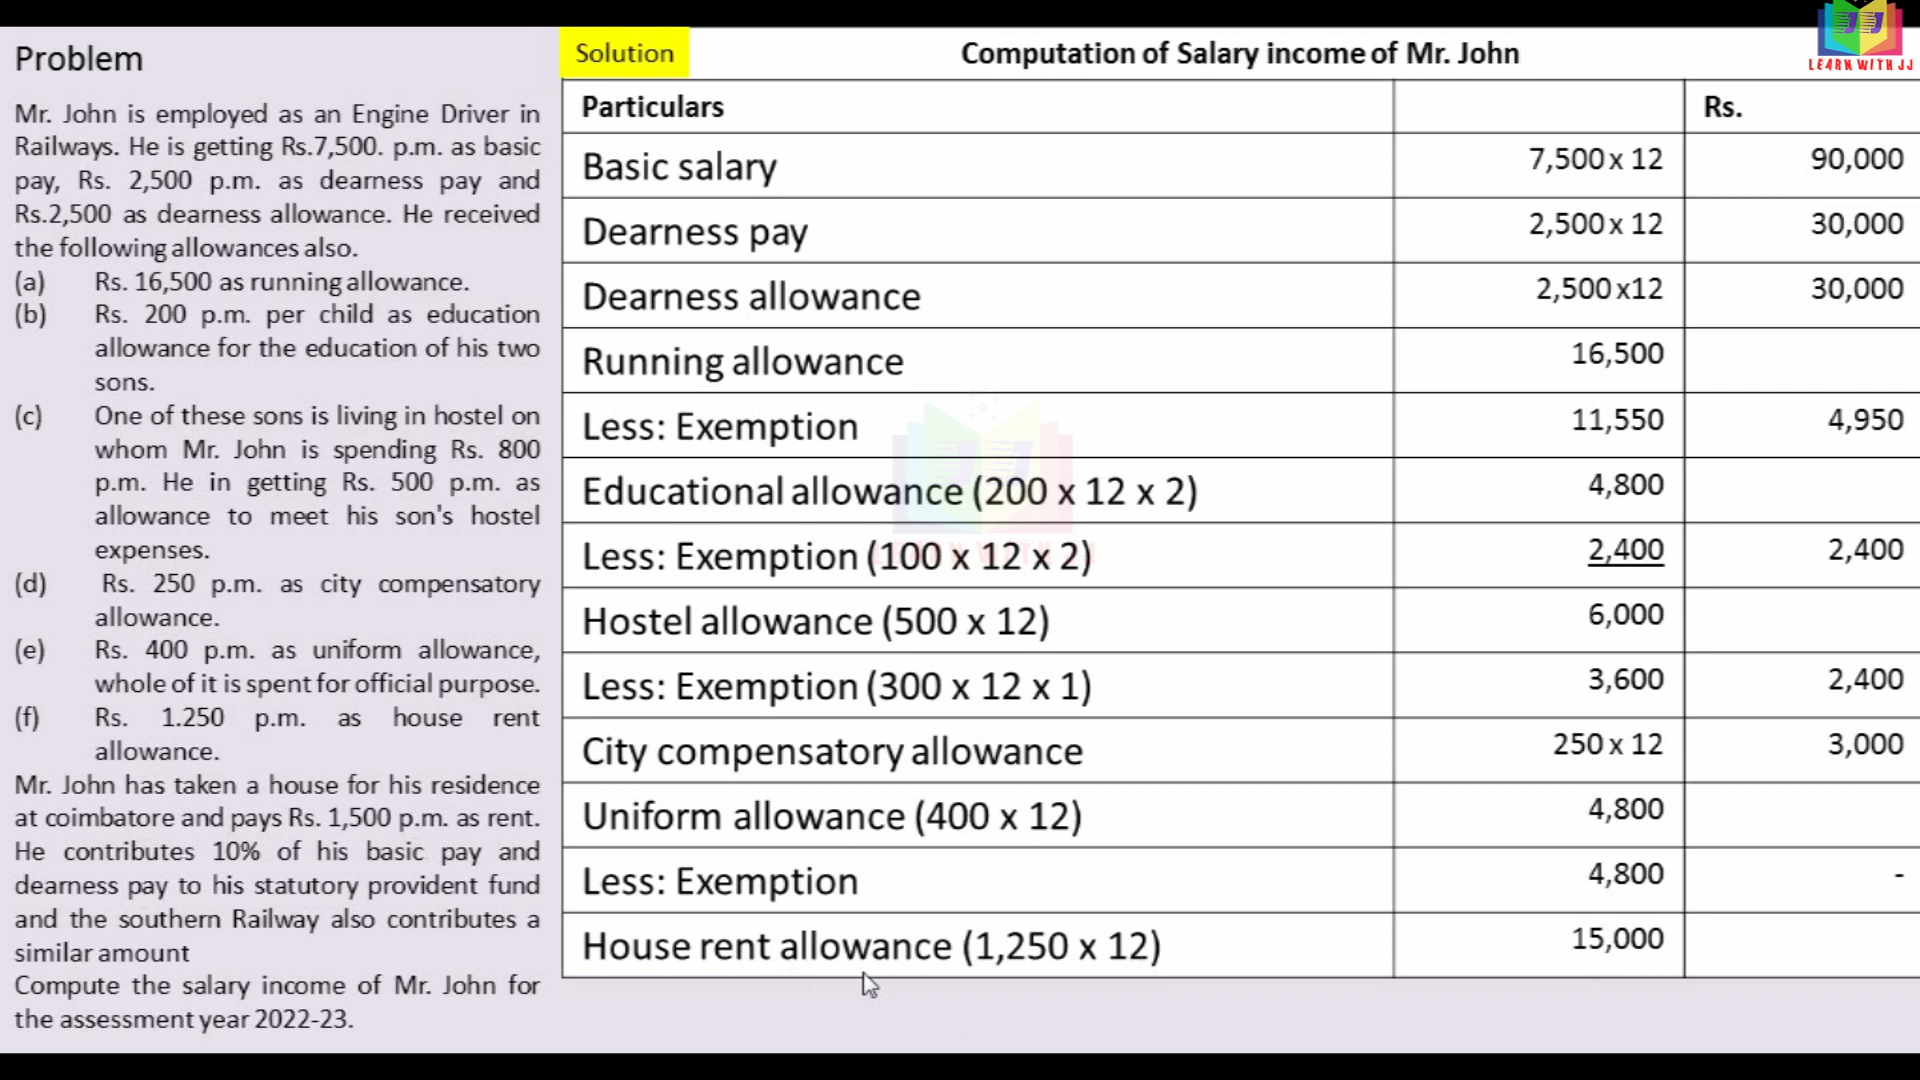 Problem
Mr. John is employed as an Engine Driver in
Railways. He is getting Rs.7,500. p.m. as basic
pay, Rs. 2,500 p.m. as dearness pay and
Rs.2,500 as dearness allowance. He received
the following allowances also.
(a) Rs. 16,500 as running allowance.
(b) Rs. 200 p.m. per child as education
allowance for the education of his two
sons.
(c) One of these sons is living in hostel on
whom Mr. John is spending Rs. 800
p.m. He in getting Rs. 500 p.m. as
allowance to meet his son's hostel
expenses.
(d) Rs. 250 p.m. as city compensatory
allowance.
(e) Rs. 400 p.m. as uniform allowance,
whole of it is spent for official purpose.
(f) Rs. 1.250 p.m. as house rent
allowance.
Mr. John has taken a house for his residence
at coimbatore and pays Rs. 1,500 p.m. as rent.
He contributes 10% of his basic pay and
dearness pay to his statutory provident fund
and the southern Railway also contributes a
similar amount
Compute the salary income of Mr. John for
the assessment year 2022-23.
Solution Computation of Salary income of Mr. John
Particulars Rs.
Basic salary 7,500 x 12 90,000
Dearness pay 2,500 x 12 30,000
Dearness allowance 2,500 x12 30,000
Running allowance 16,500
Less: Exemption 11,550 4,950
Educational allowance (200 x 12 x 2) 4,800
Less: Exemption (100 x 12 x 2) 2,400 2,400
Hostel allowance (500 x 12) 6,000
Less: Exemption (300 x 12 x 1) 3,600 2,400
City compensatory allowance 250 x 12 3,000
Uniform allowance (400 x 12) 4,800
Less: Exemption 4,800 -
House rent allowance (1,250 x 12) 15,000
JJ
LEARN WITH JJ